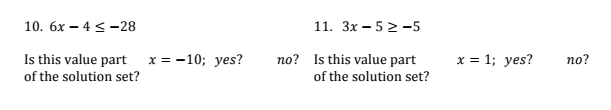 10. 6x − 4 ≤ −28
Is this value part x = −10; yes? no?
of the solution set?
11. 3x − 5 ≥ −5
Is this value part x = 1; yes? no?
of the solution set?